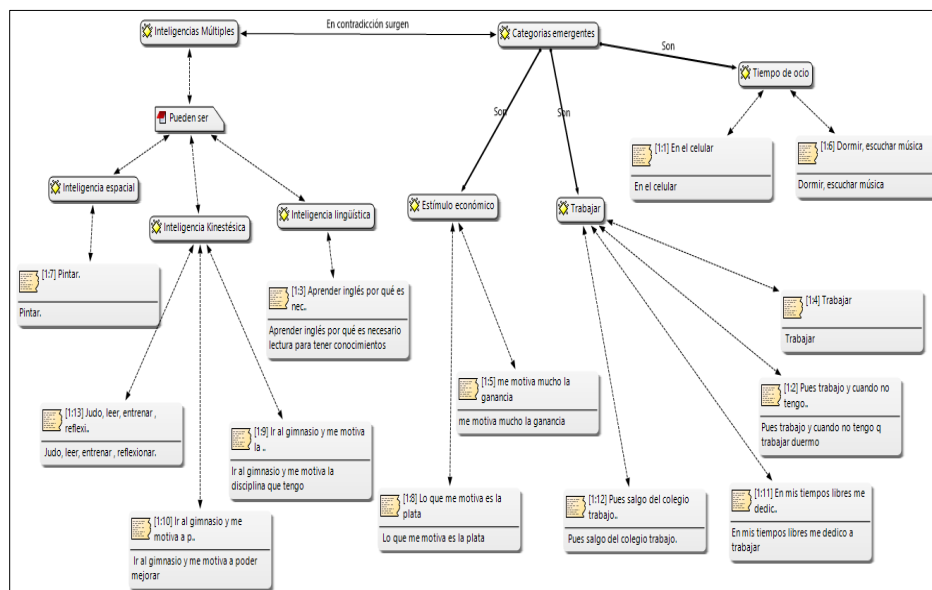 En contradicción surgen
Inteligencias Múltiples
Categorias emergentes
Son
Tiempo de ocio
Pueden ser
Son
Son
[1:1] En el celular
En el celular
[1:6] Dormir, escuchar música
Dormir, escuchar música
Inteligencia espacial
Inteligencia Kinestésica
Inteligencia lingüística
Estímulo económico
Trabajar
[1:7] Pintar.
Pintar.
[1:3] Aprender inglés por qué es
nec..
Aprender inglés por qué es necesario
lectura para tener conocimientos
[1:4] Trabajar
Trabajar
[1:5] me motiva mucho la
ganancia
me motiva mucho la ganancia
[1:2] Pues trabajo y cuando no
tengo..
Pues trabajo y cuando no tengo q
trabajar duermo
[1:13] Judo, leer, entrenar ,
reflexi..
Judo, leer, entrenar , reflexionar.
[1:9] Ir al gimnasio y me motiva
la ..
Ir al gimnasio y me motiva la
disciplina que tengo
[1:8] Lo que me motiva es la
plata
Lo que me motiva es la plata
[1:12] Pues salgo del colegio
trabajo..
Pues salgo del colegio trabajo.
[1:11] En mis tiempos libres me
dedic..
En mis tiempos libres me dedico a
trabajar
[1:10] Ir al gimnasio y me
motiva a p..
Ir al gimnasio y me motiva a poder
mejorar